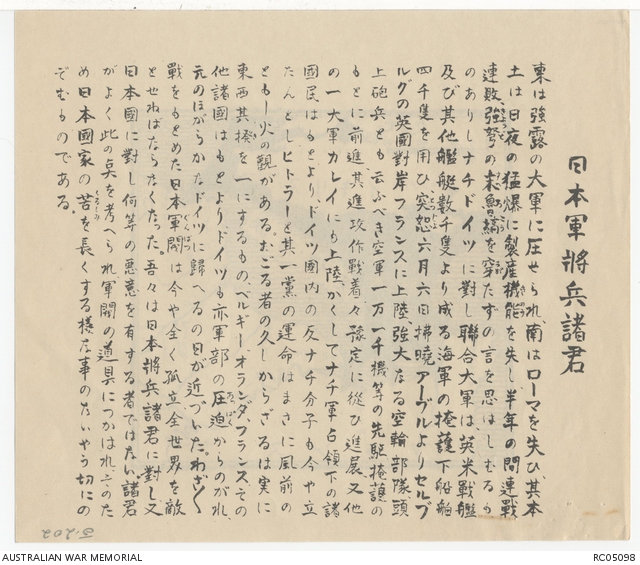 日本軍將兵諸君
東は強露の大軍に圧せられ、南はローマを失ひ其本
土は日夜の猛爆に製産機能を失し半年の間連戰
連敗、強弩の末魯縞を穿たずの言を思はしむるも
のありしナチドイツに對し聯合大軍は英米戰艦
及び其他艦艇数千隻より成る海軍の掩護下船舶
四千隻を用ひ六月六日拂曉アーブルよりセルブ
ルグの英國對岸フランスに上陸強大なる空輸部隊、頭
上砲兵とも云ふべき空軍一万一千機等の先駆掩護の
もとに前進其進攻作戰着々豫定に從ひ進展又他
の一大軍カレイにも上陸かくしてナチ軍占領下の諸
國民はもとより、ドイツ國内の反ナチ分子も今や立
たんとしヒトラーと其一黨の運命はまさに風前の
ともし火の観がある。おごる者の久しからざるは実に
東西其揆を一にするもの、ベルギー、オランダ、フランスその
他諸國はもとよりドイツも亦軍部の圧迫からのがれ、
元のほがらかなドイツに歸へるの日が近づいた。わざ〱
戰をもとめた日本軍閥は今や全く孤立全世界を敵
とせねばならなくなった。吾々は日本將兵諸君に對し又
日本國に對し何等の悪意を有する者ではない諸君
がよく此の点を考へられ軍閥の道具につかはれ、そのた
め日本國家の苦を長くする様な事のないやう切にの
ぞむものである。
J-202
AUSTRALIAN WAR MEMORIAL
RC05098